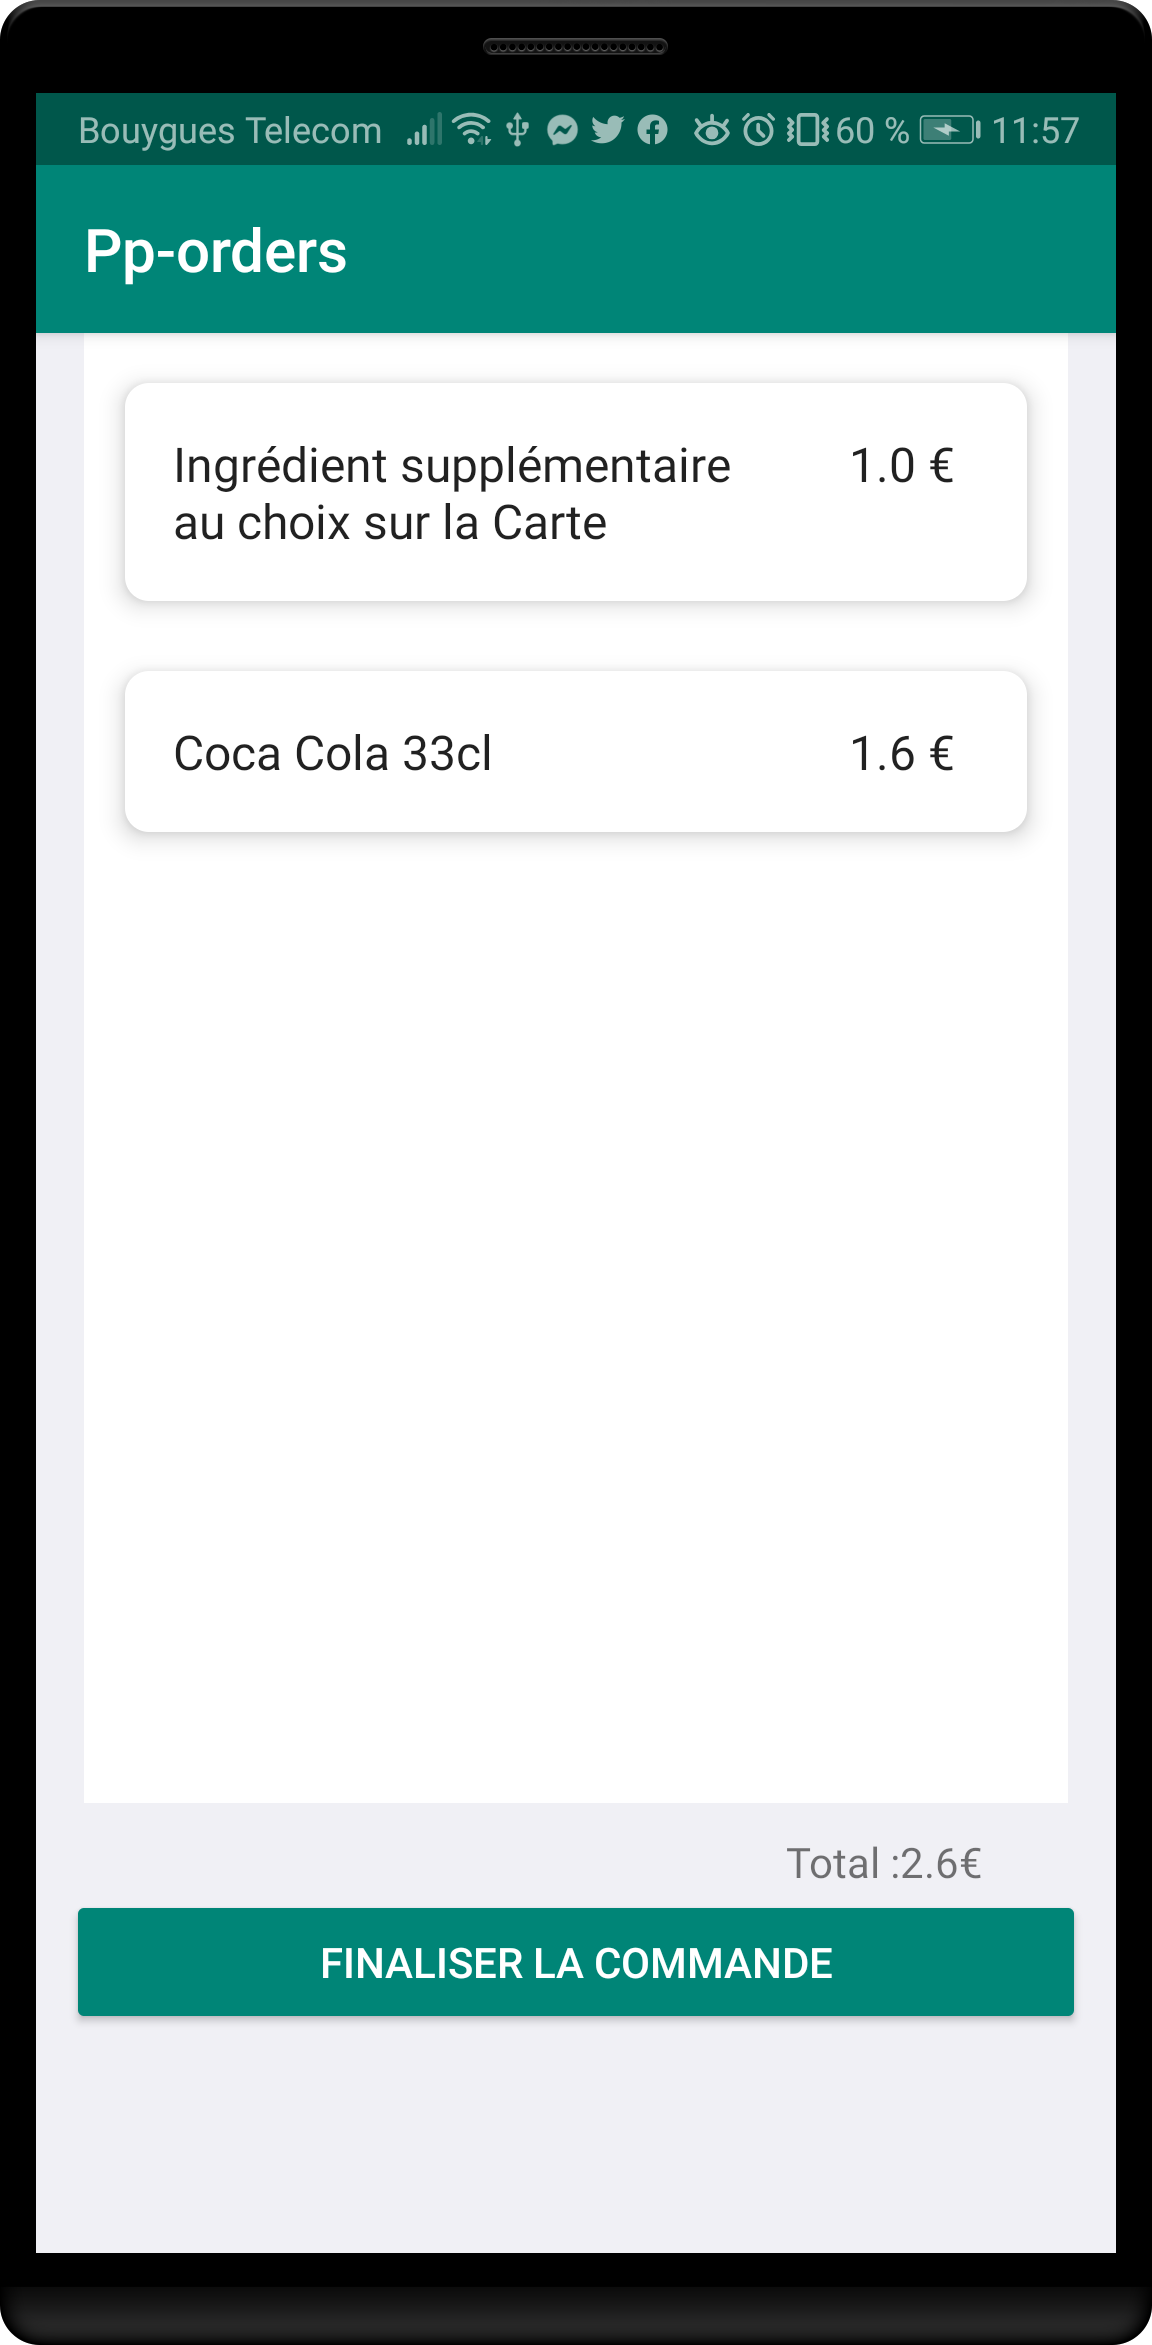 Bouygues Telecom 60 % 11:57
Pp-orders
Ingrédient supplémentaire 1.0 €
au choix sur la Carte
Coca Cola 33cl 1.6 €
Total :2.6€
FINALISER LA COMMANDE